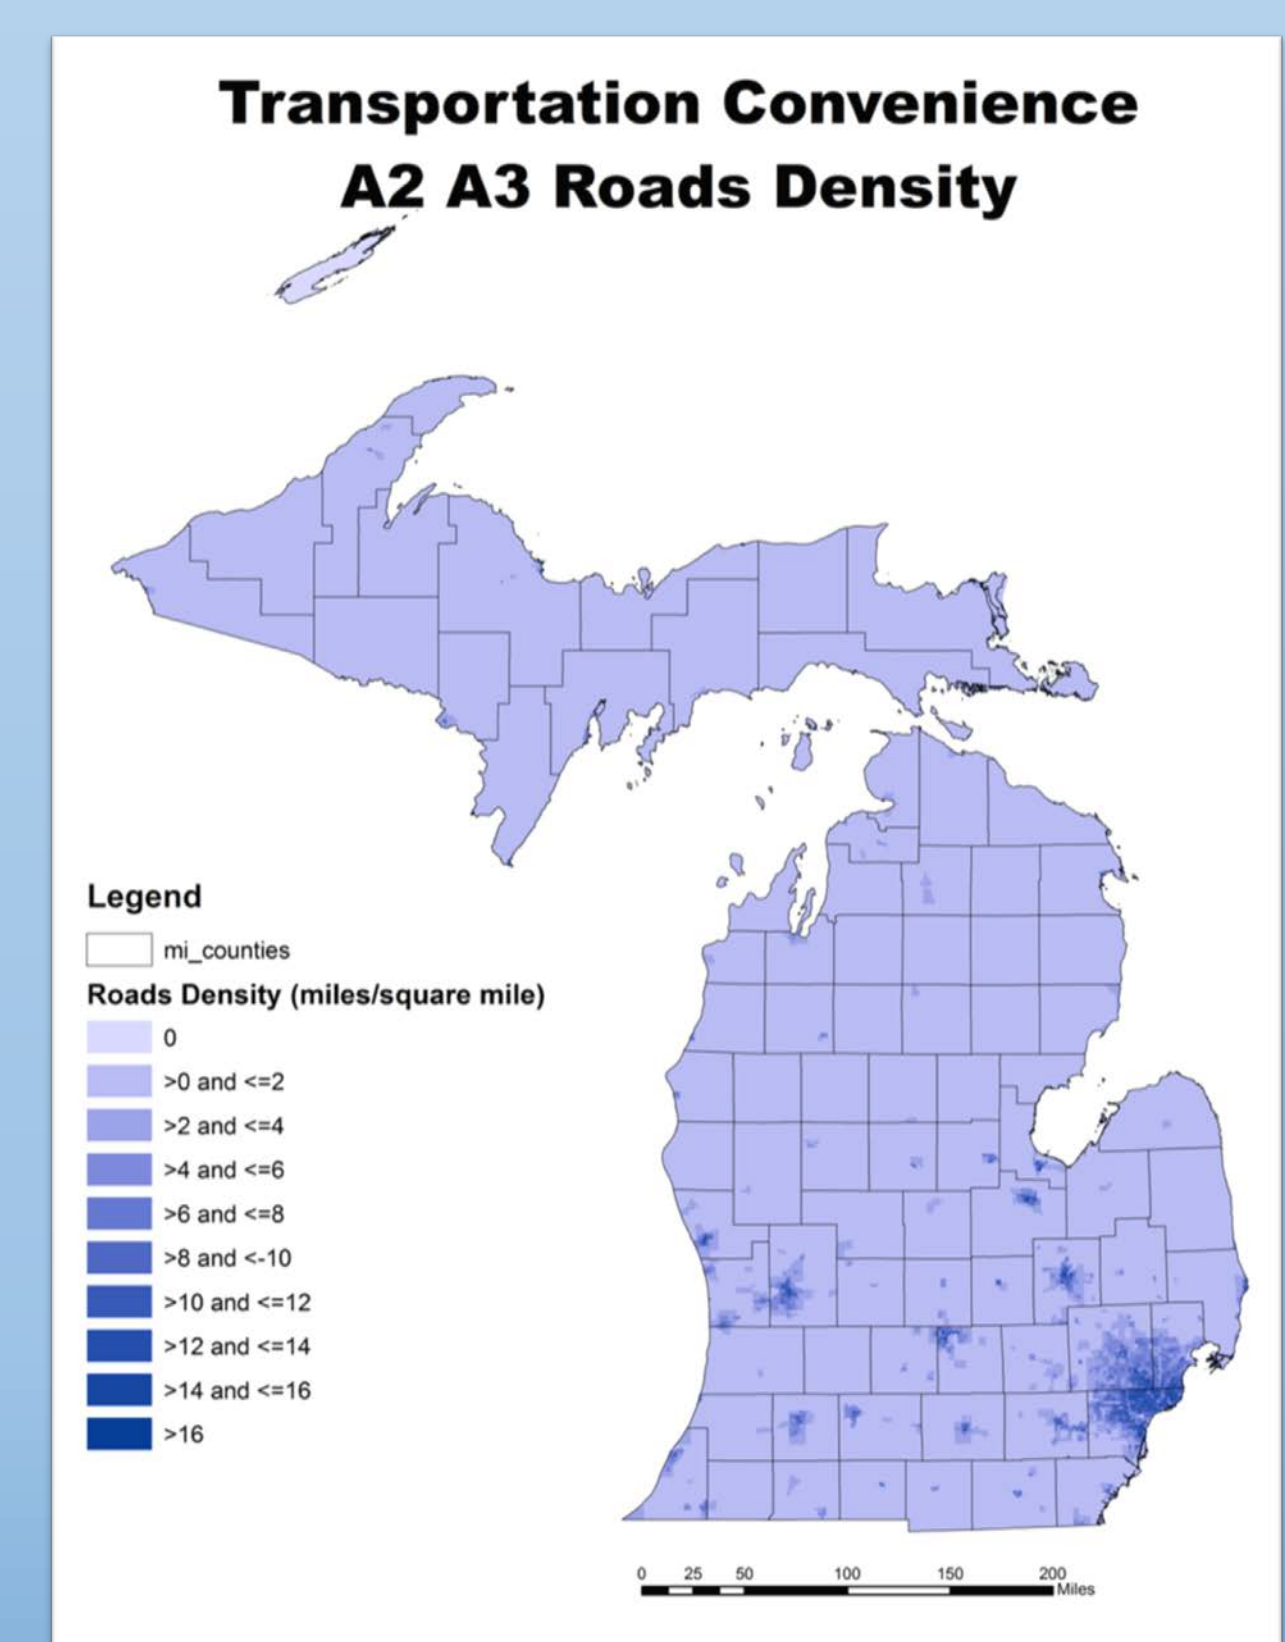 Transportation Convenience
A2 A3 Roads Density
Legend
mi_counties
Roads Density (miles/square mile)
0
>0 and <=2
>2 and <=4
>4 and <=6
>6 and <=8
>8 and <-10
>10 and <=12
>12 and <=14
>14 and <=16
>16
0 25 50 100 150 200
Miles